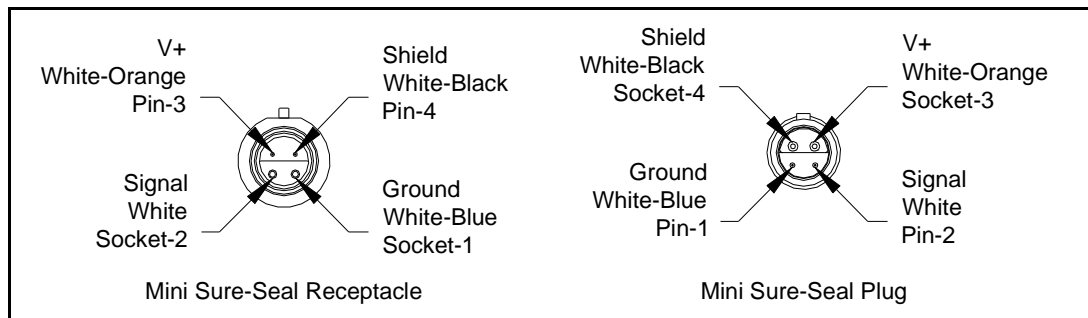 V+
White-Orange
Pin-3
Shield
White-Black
Pin-4
Signal
White
Socket-2
Ground
White-Blue
Socket-1
Mini Sure-Seal Receptacle
Shield
White-Black
Socket-4
V+
White-Orange
Socket-3
Ground
White-Blue
Pin-1
Signal
White
Pin-2
Mini Sure-Seal Plug